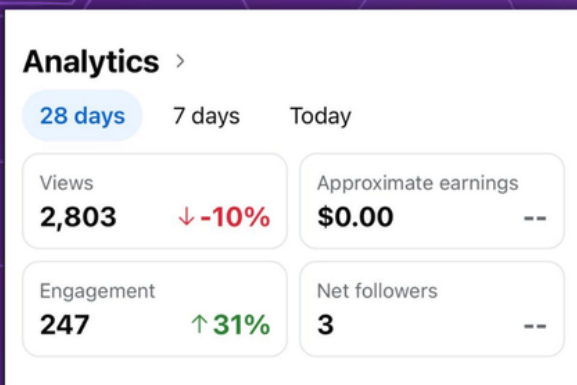 Analytics >
28 days 7 days Today
Views
2,803 ↓-10%
Approximate earnings
$0.00 --
Engagement
247 ↑31%
Net followers
3 --